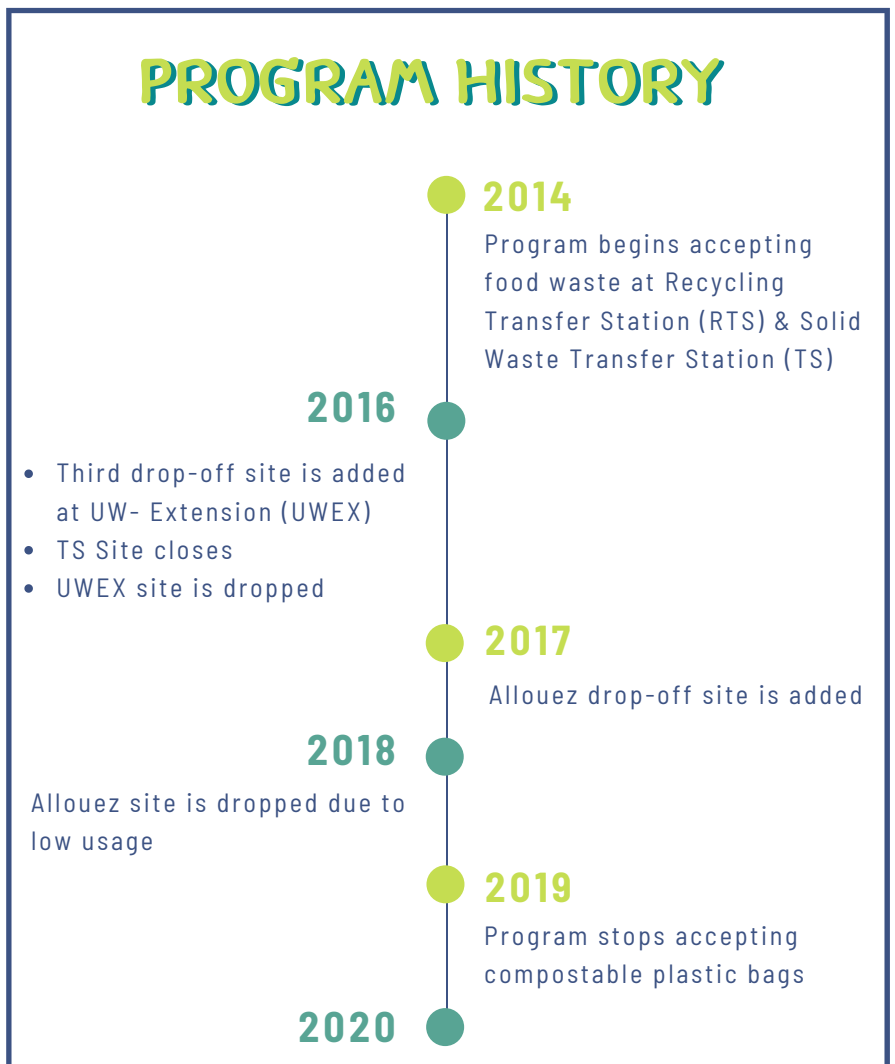 PROGRAM HISTORY
2014
Program begins accepting
food waste at Recycling
Transfer Station (RTS) & Solid
Waste Transfer Station (TS)
2016
• Third drop-off site is added
at UW- Extension (UWEX)
• TS Site closes
• UWEX site is dropped
2017
Allouez drop-off site is added
2018
Allouez site is dropped due to
low usage
2019
Program stops accepting
compostable plastic bags
2020